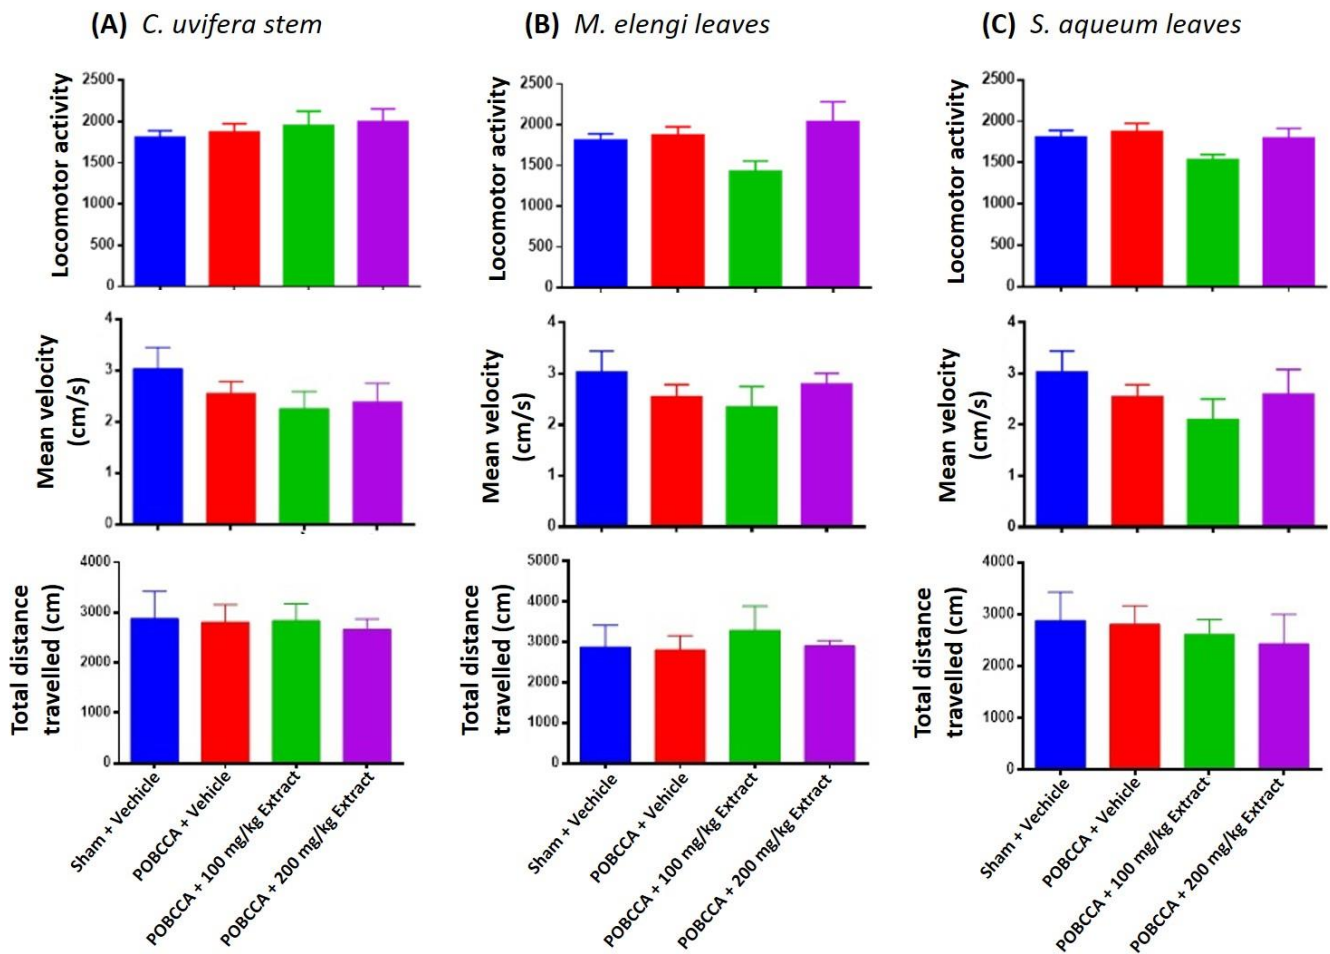 (A) C. uvifera stem
(B) M. elengi leaves
(C) S. aqueum leaves
Locomotor activity
2500
2000
1500
1000
500
0
Locomotor activity
2500
2000
1500
1000
500
0
Locomotor activity
2500
2000
1500
1000
500
0
Mean velocity
(cm/s)
4
3
2
1
0
Mean velocity
(cm/s)
4
3
2
1
0
Mean velocity
(cm/s)
4
3
2
1
0
Total distance
travelled (cm)
4000
3000
2000
1000
0
Total distance
travelled (cm)
5000
4000
3000
2000
1000
0
Total distance
travelled (cm)
4000
3000
2000
1000
0
Sham + Vechicle
POBCCA + Vehicle
POBCCA + 100 mg/kg Extract
POBCCA + 200 mg/kg Extract
Sham + Vechicle
POBCCA + Vehicle
POBCCA + 100 mg/kg Extract
POBCCA + 200 mg/kg Extract
Sham + Vechicle
POBCCA + Vehicle
POBCCA + 100 mg/kg Extract
POBCCA + 200 mg/kg Extract